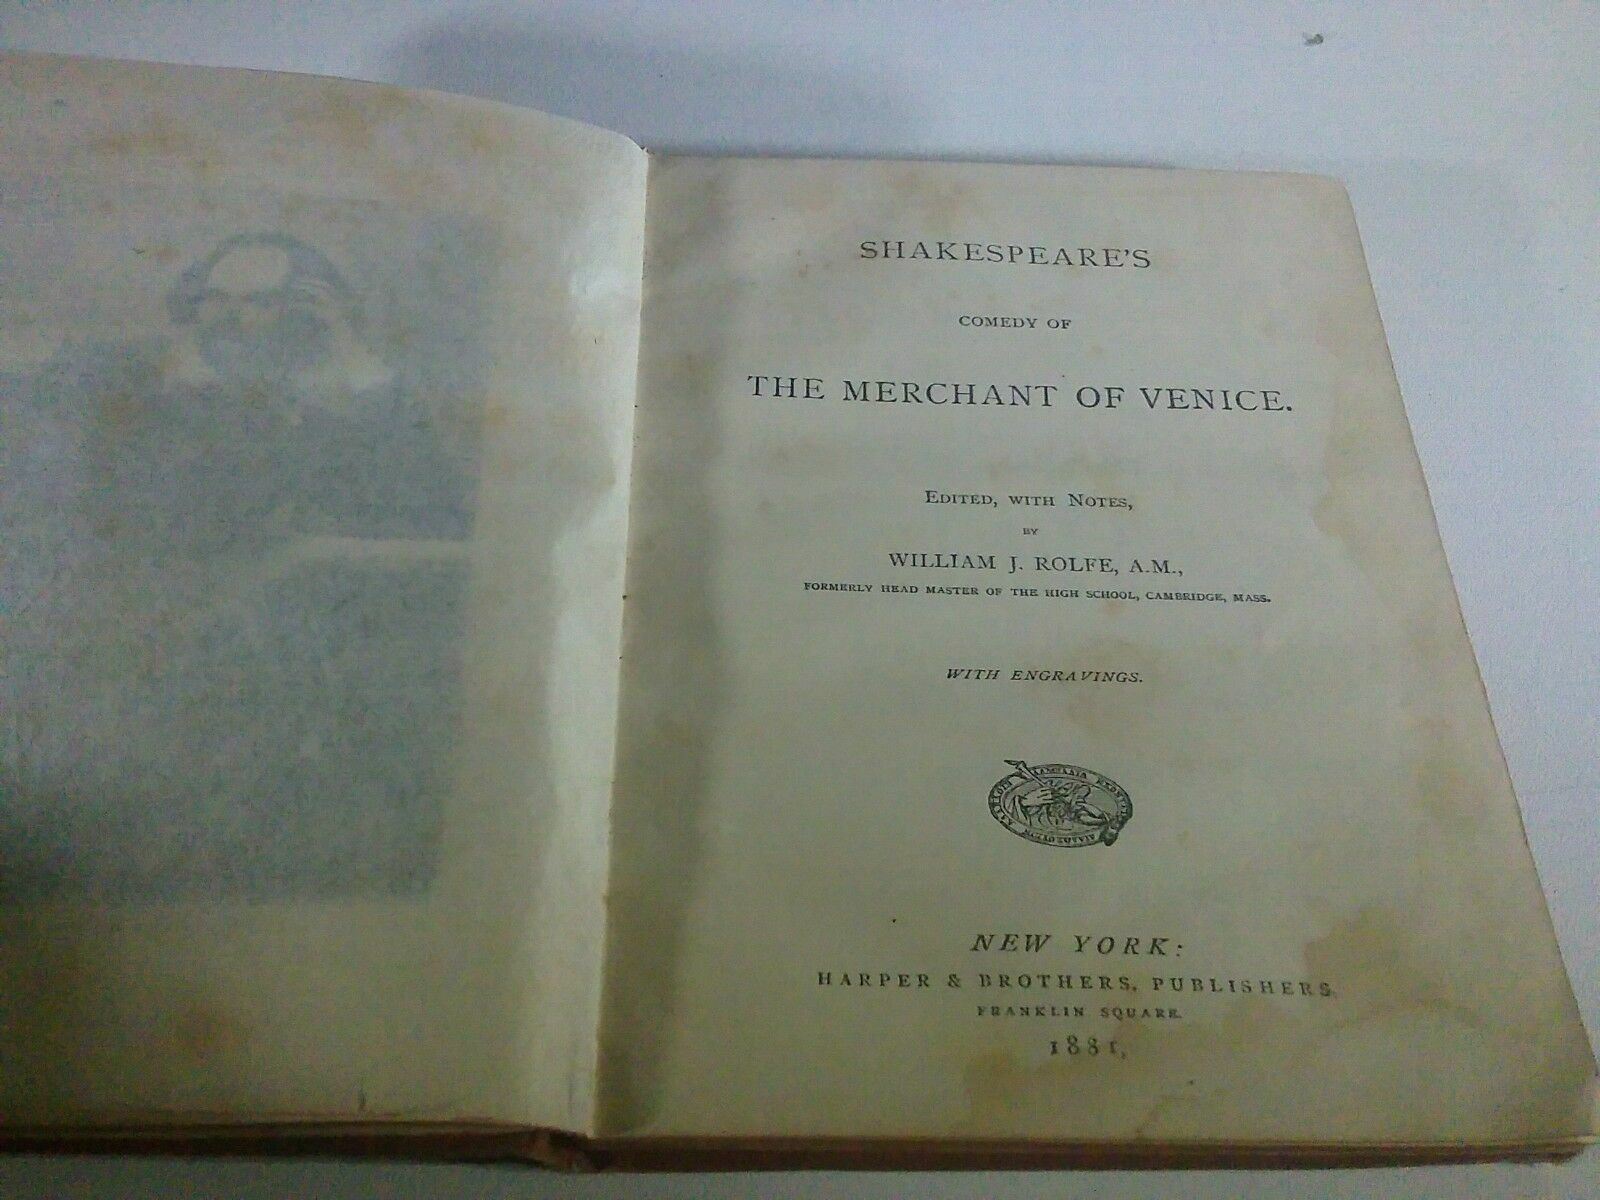 SHAKESPEARE'S
COMEDY OF
THE MERCHANT OF VENICE.
EDITED, WITH NOTES,
BY
WILLIAM J. ROLFE, A.M.,
FORMERLY HEAD MASTER OF THE HIGH SCHOOL, CAMBRIDGE, MASS.
WITH ENGRAVINGS.
NEW YORK:
HARPER & BROTHERS, PUBLISHERS,
FRANKLIN SQUARE.
1881.